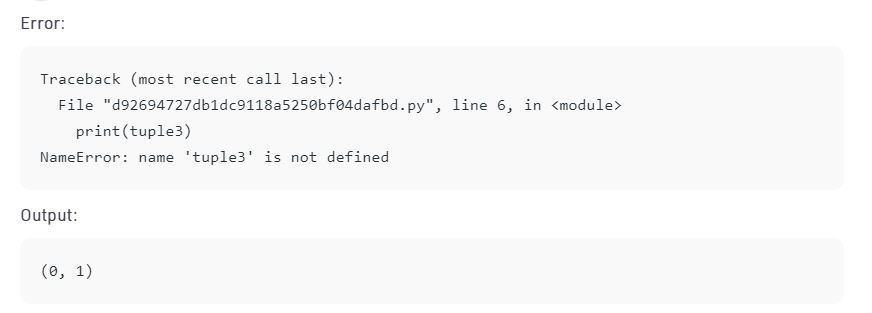 Error:
Traceback (most recent call last):
  File "d92694727db1dc9118a5250bf04dafbd.py", line 6, in <module>
    print(tuple3)
NameError: name 'tuple3' is not defined
Output:
(0, 1)